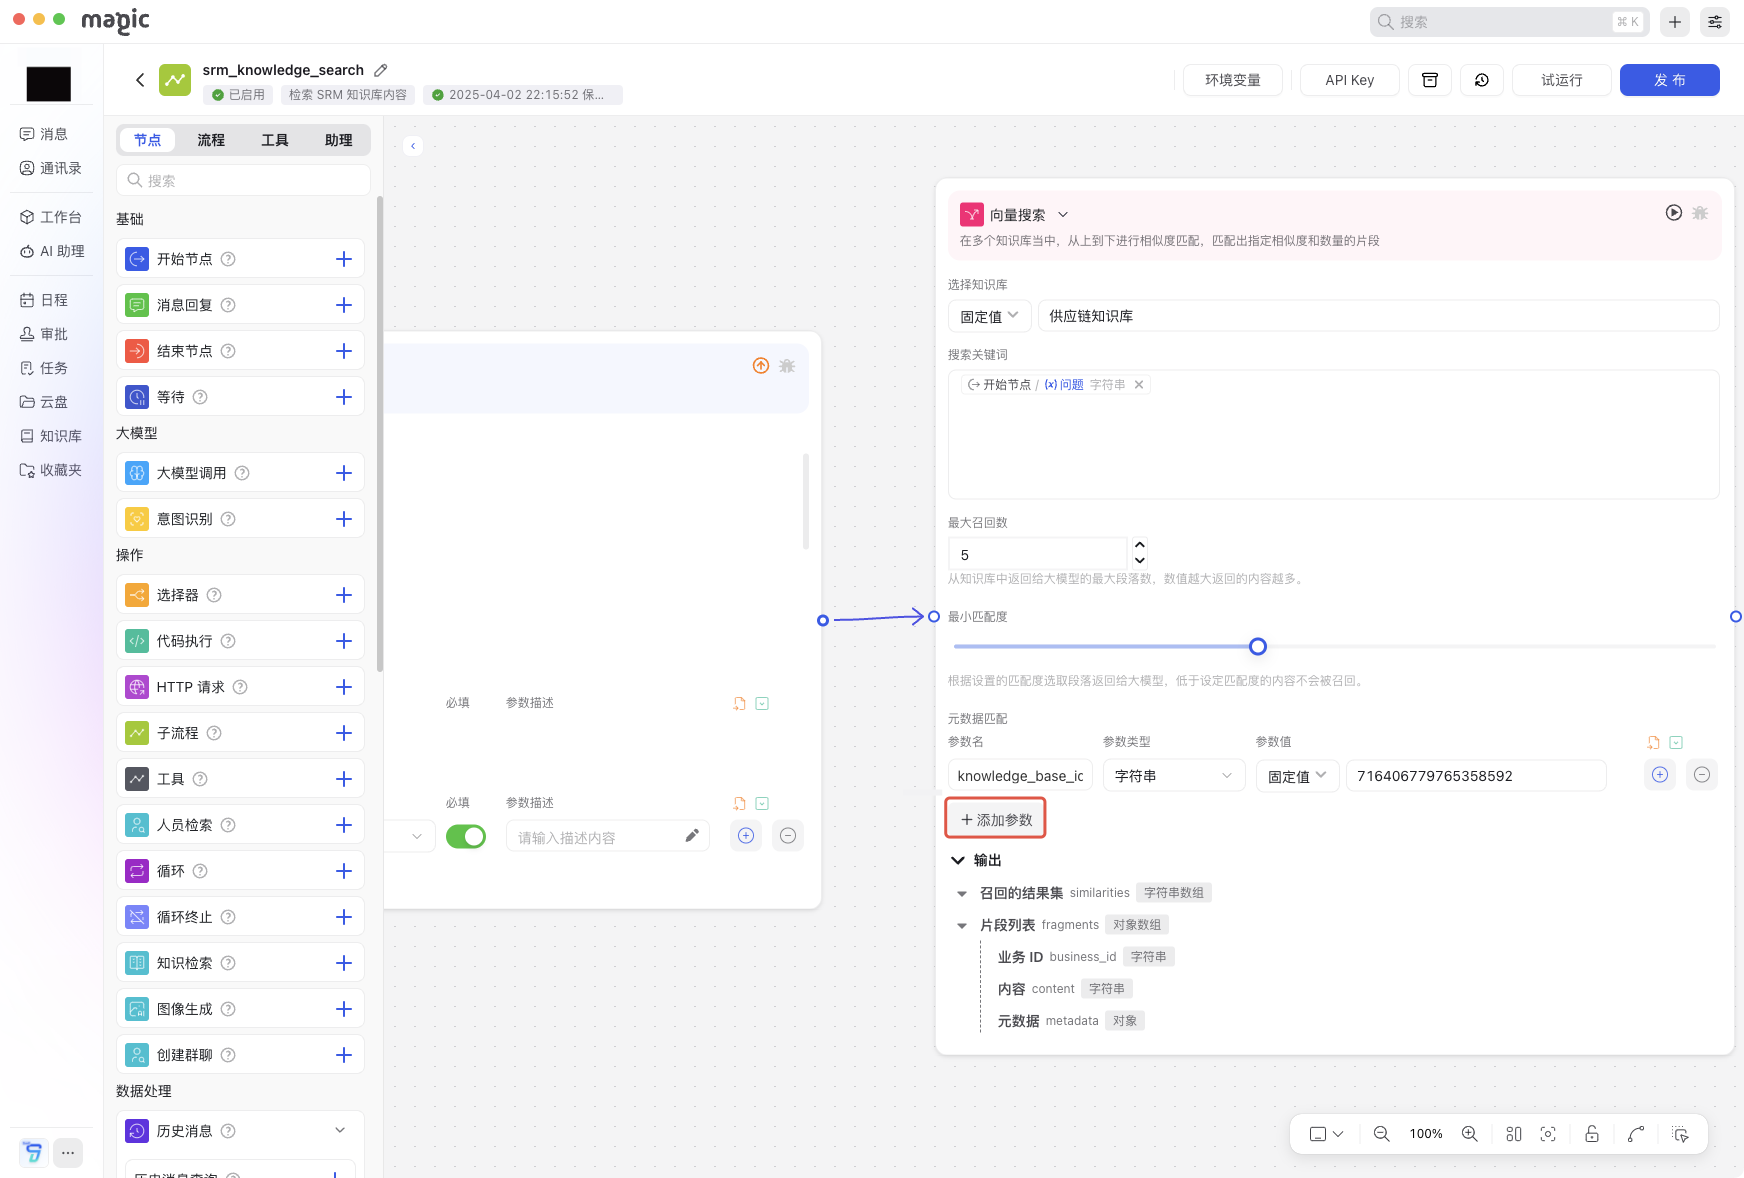 magic
搜索
⌘ K
srm_knowledge_search
已启用
检索 SRM 知识库内容
2025-04-02 22:15:52 保...
环境变量
API Key
试运行
发 布
消息
通讯录
工作台
AI 助理
日程
审批
任务
云盘
知识库
收藏夹
节点
流程
工具
助理
搜索
基础
开始节点
消息回复
结束节点
等待
大模型
大模型调用
意图识别
操作
选择器
代码执行
HTTP 请求
子流程
工具
人员检索
循环
循环终止
知识检索
图像生成
创建群聊
数据处理
历史消息
必填
参数描述
必填
参数描述
请输入描述内容
向量搜索
在多个知识库当中，从上到下进行相似度匹配，匹配出指定相似度和数量的片段
选择知识库
固定值
供应链知识库
搜索关键词
开始节点 / (x)问题 字符串
最大召回数
5
从知识库中返回给大模型的最大段落数，数值越大返回的内容越多。
最小匹配度
根据设置的匹配度选取段落返回给大模型，低于设定匹配度的内容不会被召回。
元数据匹配
参数名
参数类型
参数值
knowledge_base_ic
字符串
固定值
716406779765358592
添加参数
输出
召回的结果集 similarities 字符串数组
片段列表 fragments 对象数组
业务 ID business_id 字符串
内容 content 字符串
元数据 metadata 对象
100%